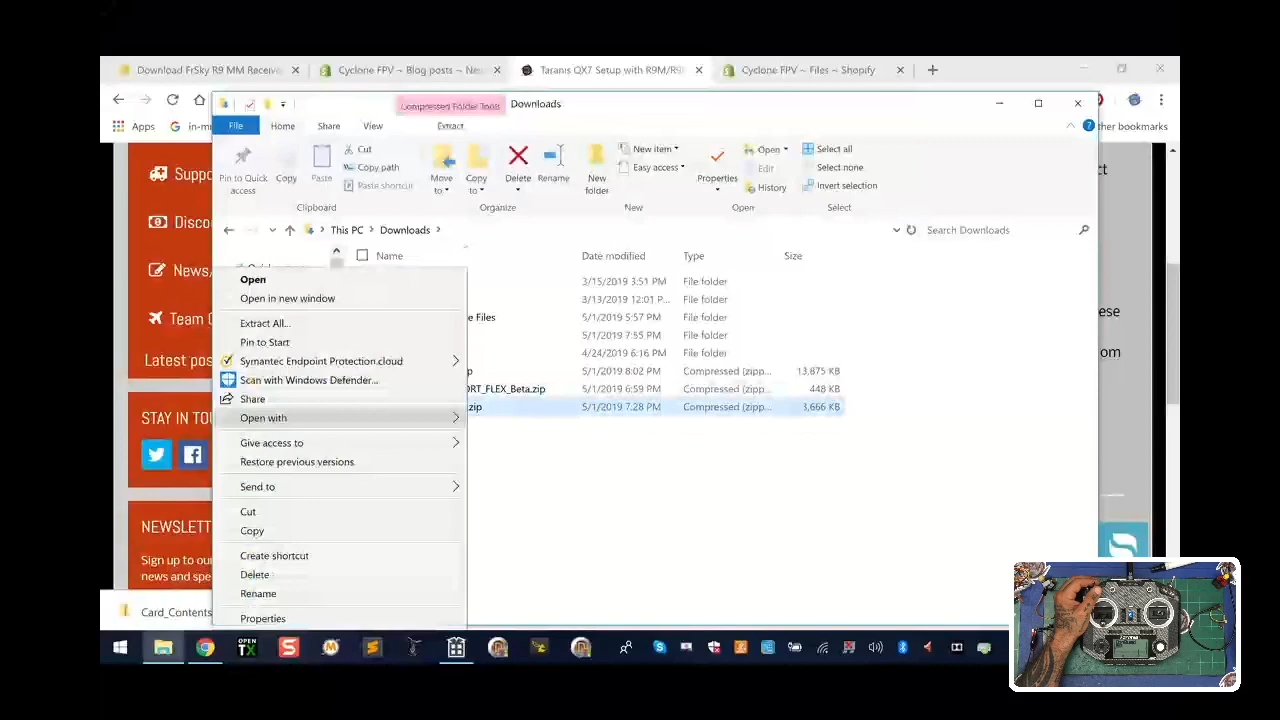 Download FrSky R9 MM Receive
Cyclone FPV ~ Blog posts ~ Ne
Taranis QX7 Setup with R9M/R9
Cyclone FPV ~ Files ~ Shopify
Apps
in-m
ther bookmarks
Compressed Folder Tools
Downloads
File
Home
Share
View
Extract
Pin to Quick access
Copy
Paste
Cut
Copy path
Paste shortcut
Move to
Copy to
Delete
Rename
New folder
New item
Easy access
Properties
Open
Edit
History
Select all
Select none
Invert selection
Clipboard
Organize
New
Open
Select
This PC
Downloads
Search Downloads
Name
Date modified
Type
Size
3/15/2019 3:51 PM File folder
3/13/2019 12:01 P... File folder
e Files 5/1/2019 5:57 PM File folder
5/1/2019 7:55 PM File folder
4/24/2019 6:16 PM File folder
p 5/1/2019 8:02 PM Compressed (zipp... 13,875 KB
ORT_FLEX_Beta.zip 5/1/2019 6:59 PM Compressed (zipp... 448 KB
.zip 5/1/2019 7:28 PM Compressed (zipp... 3,666 KB
Open
Open in new window
Extract All...
Pin to Start
Symantec Endpoint Protection.cloud
Scan with Windows Defender...
Share
Open with
Give access to
Restore previous versions
Send to
Cut
Copy
Create shortcut
Delete
Rename
Properties
Suppo
Disco
News/
Team
Latest pos
STAY IN TOU
NEWSLETT
Sign up to ou
news and spe
Card_Contents
ct
ese
om
OPEN
TX